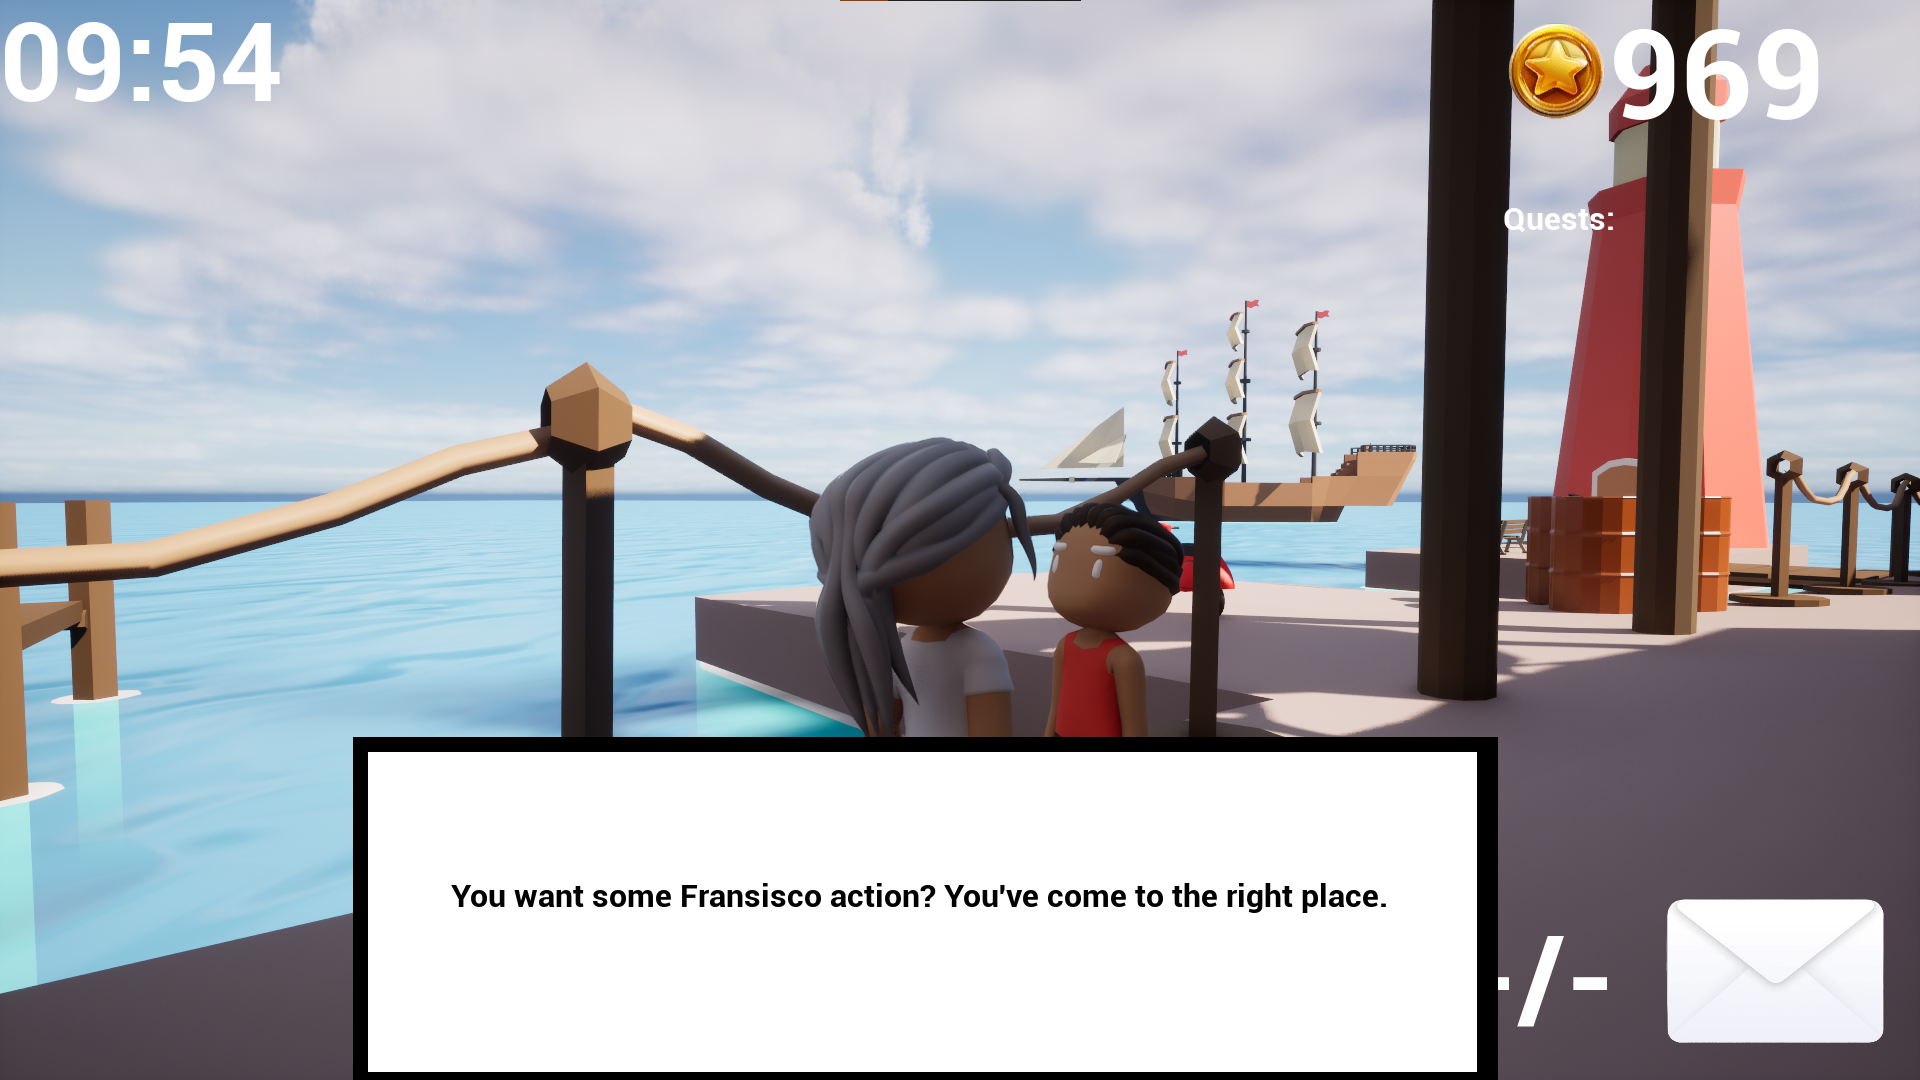 09:54
969
Quests:
You want some Fransisco action? You've come to the right place.
-/-